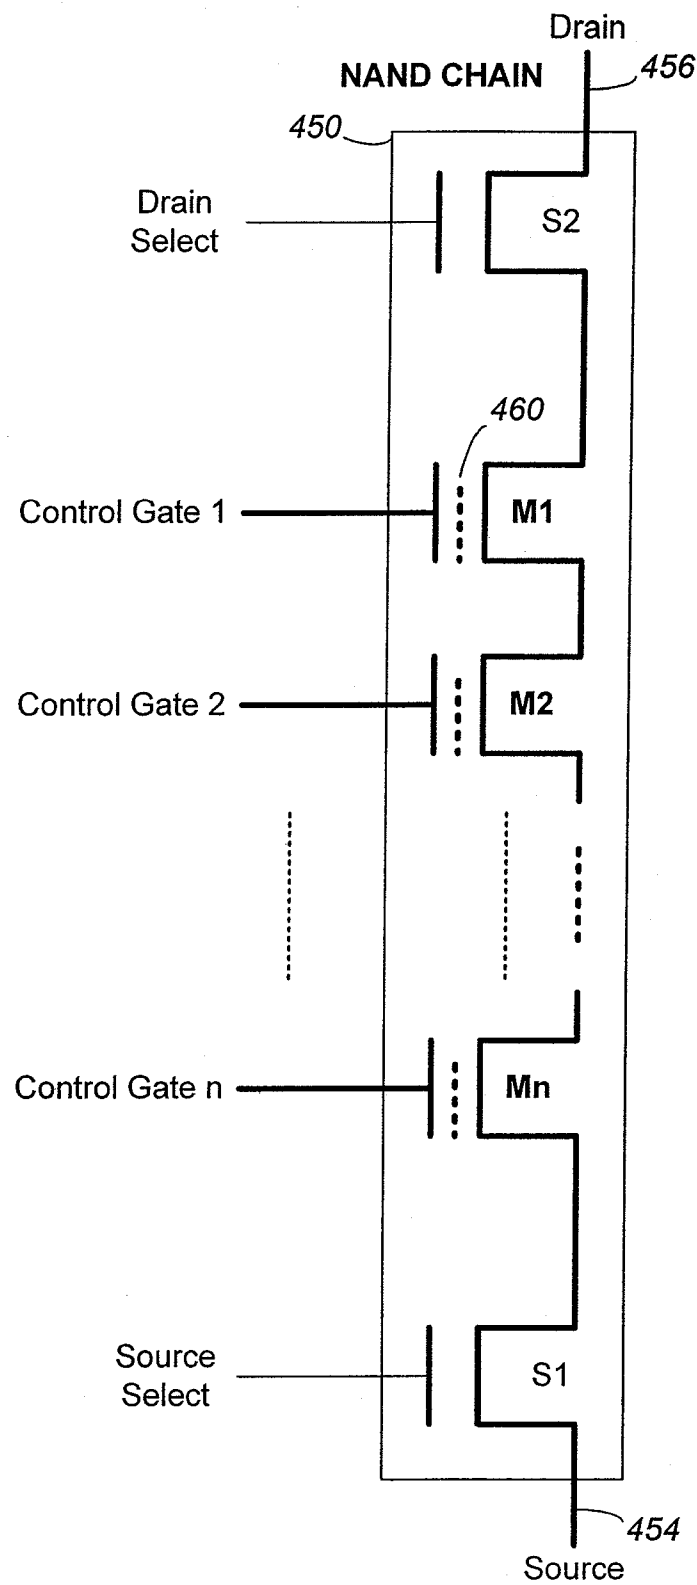 Drain
NAND CHAIN
456
450
Drain
Select
S2
460
Control Gate 1
M1
Control Gate 2
M2
Control Gate n
Mn
Source
Select
S1
454
Source